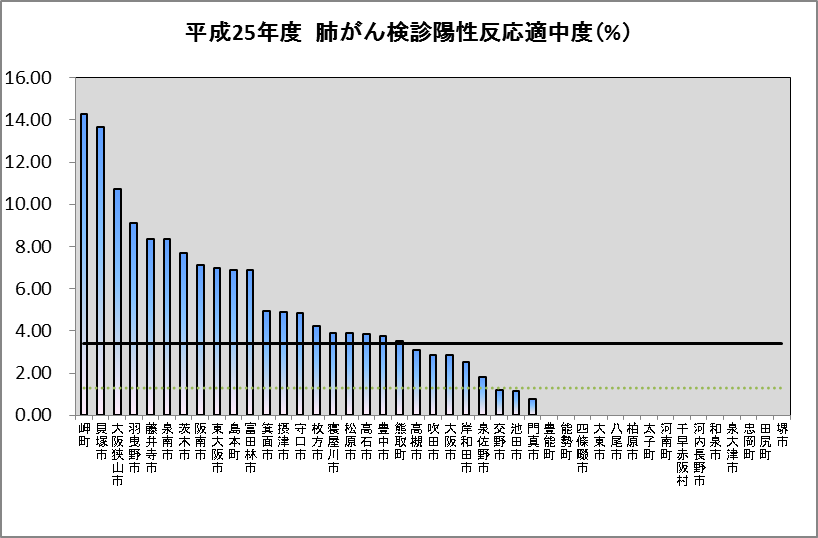 平成25年度 肺がん検診陽性反応適中度(%)
16.00
14.00
12.00
10.00
8.00
6.00
4.00
2.00
0.00
岬町
貝塚市
大阪狭山市
羽曳野市
藤井寺市
泉南市
茨木市
阪南市
東大阪市
島本町
富田林市
箕面市
摂津市
守口市
枚方市
寝屋川市
松原市
高石市
豊中市
熊取町
高槻市
吹田市
大阪市
岸和田市
泉佐野市
交野市
池田市
門真市
豊能町
能勢町
四條畷市
大東市
八尾市
柏原市
太子町
河南町
千早赤阪村
河内長野市
和泉市
泉大津市
忠岡町
田尻町
堺市